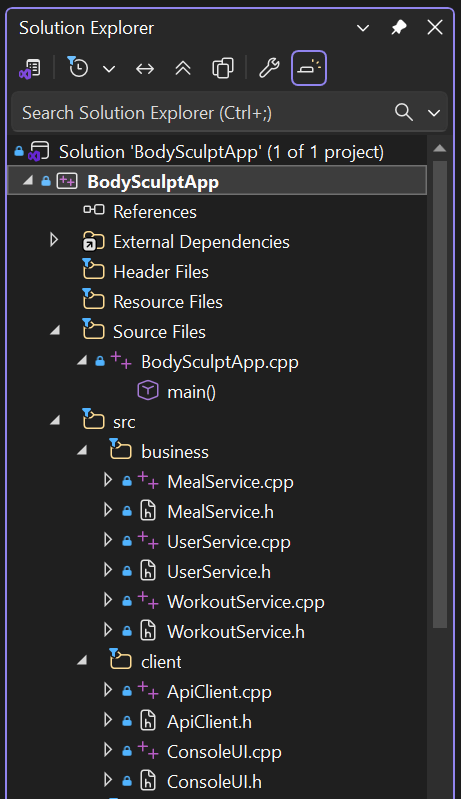 Solution Explorer
Search Solution Explorer (Ctrl+;)
Solution 'BodySculptApp' (1 of 1 project)
BodySculptApp
References
External Dependencies
Header Files
Resource Files
Source Files
BodySculptApp.cpp
main()
src
business
MealService.cpp
MealService.h
UserService.cpp
UserService.h
WorkoutService.cpp
WorkoutService.h
client
ApiClient.cpp
ApiClient.h
ConsoleUI.cpp
ConsoleUI.h